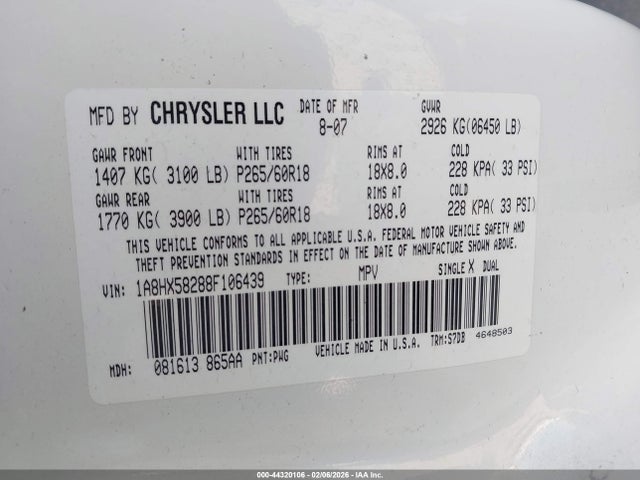 MFD BY CHRYSLER LLC DATE OF MFR 8-07 GVWR 2926 KG(06450 LB)
GAWR FRONT WITH TIRES RIMS AT COLD
1407 KG( 3100 LB) P265/60R18 18X8.0 228 KPA( 33 PSI)
GAWR REAR WITH TIRES RIMS AT COLD
1770 KG( 3900 LB) P265/60R18 18X8.0 228 KPA( 33 PSI)
THIS VEHICLE CONFORMS TO ALL APPLICABLE U.S.A. FEDERAL MOTOR VEHICLE SAFETY, BUMPER AND
THEFT PREVENTION STANDARDS IN EFFECT ON THE DATE OF MANUFACTURE SHOWN ABOVE.
VIN: 1A8HX58288F106439 TYPE: MPV SINGLE X DUAL
MDH: 081613 865AA PNT:PWG VEHICLE MADE IN U.S.A. TRM:S7DB 4648503
000-44320106 - 02/06/2026 - IAA Inc.